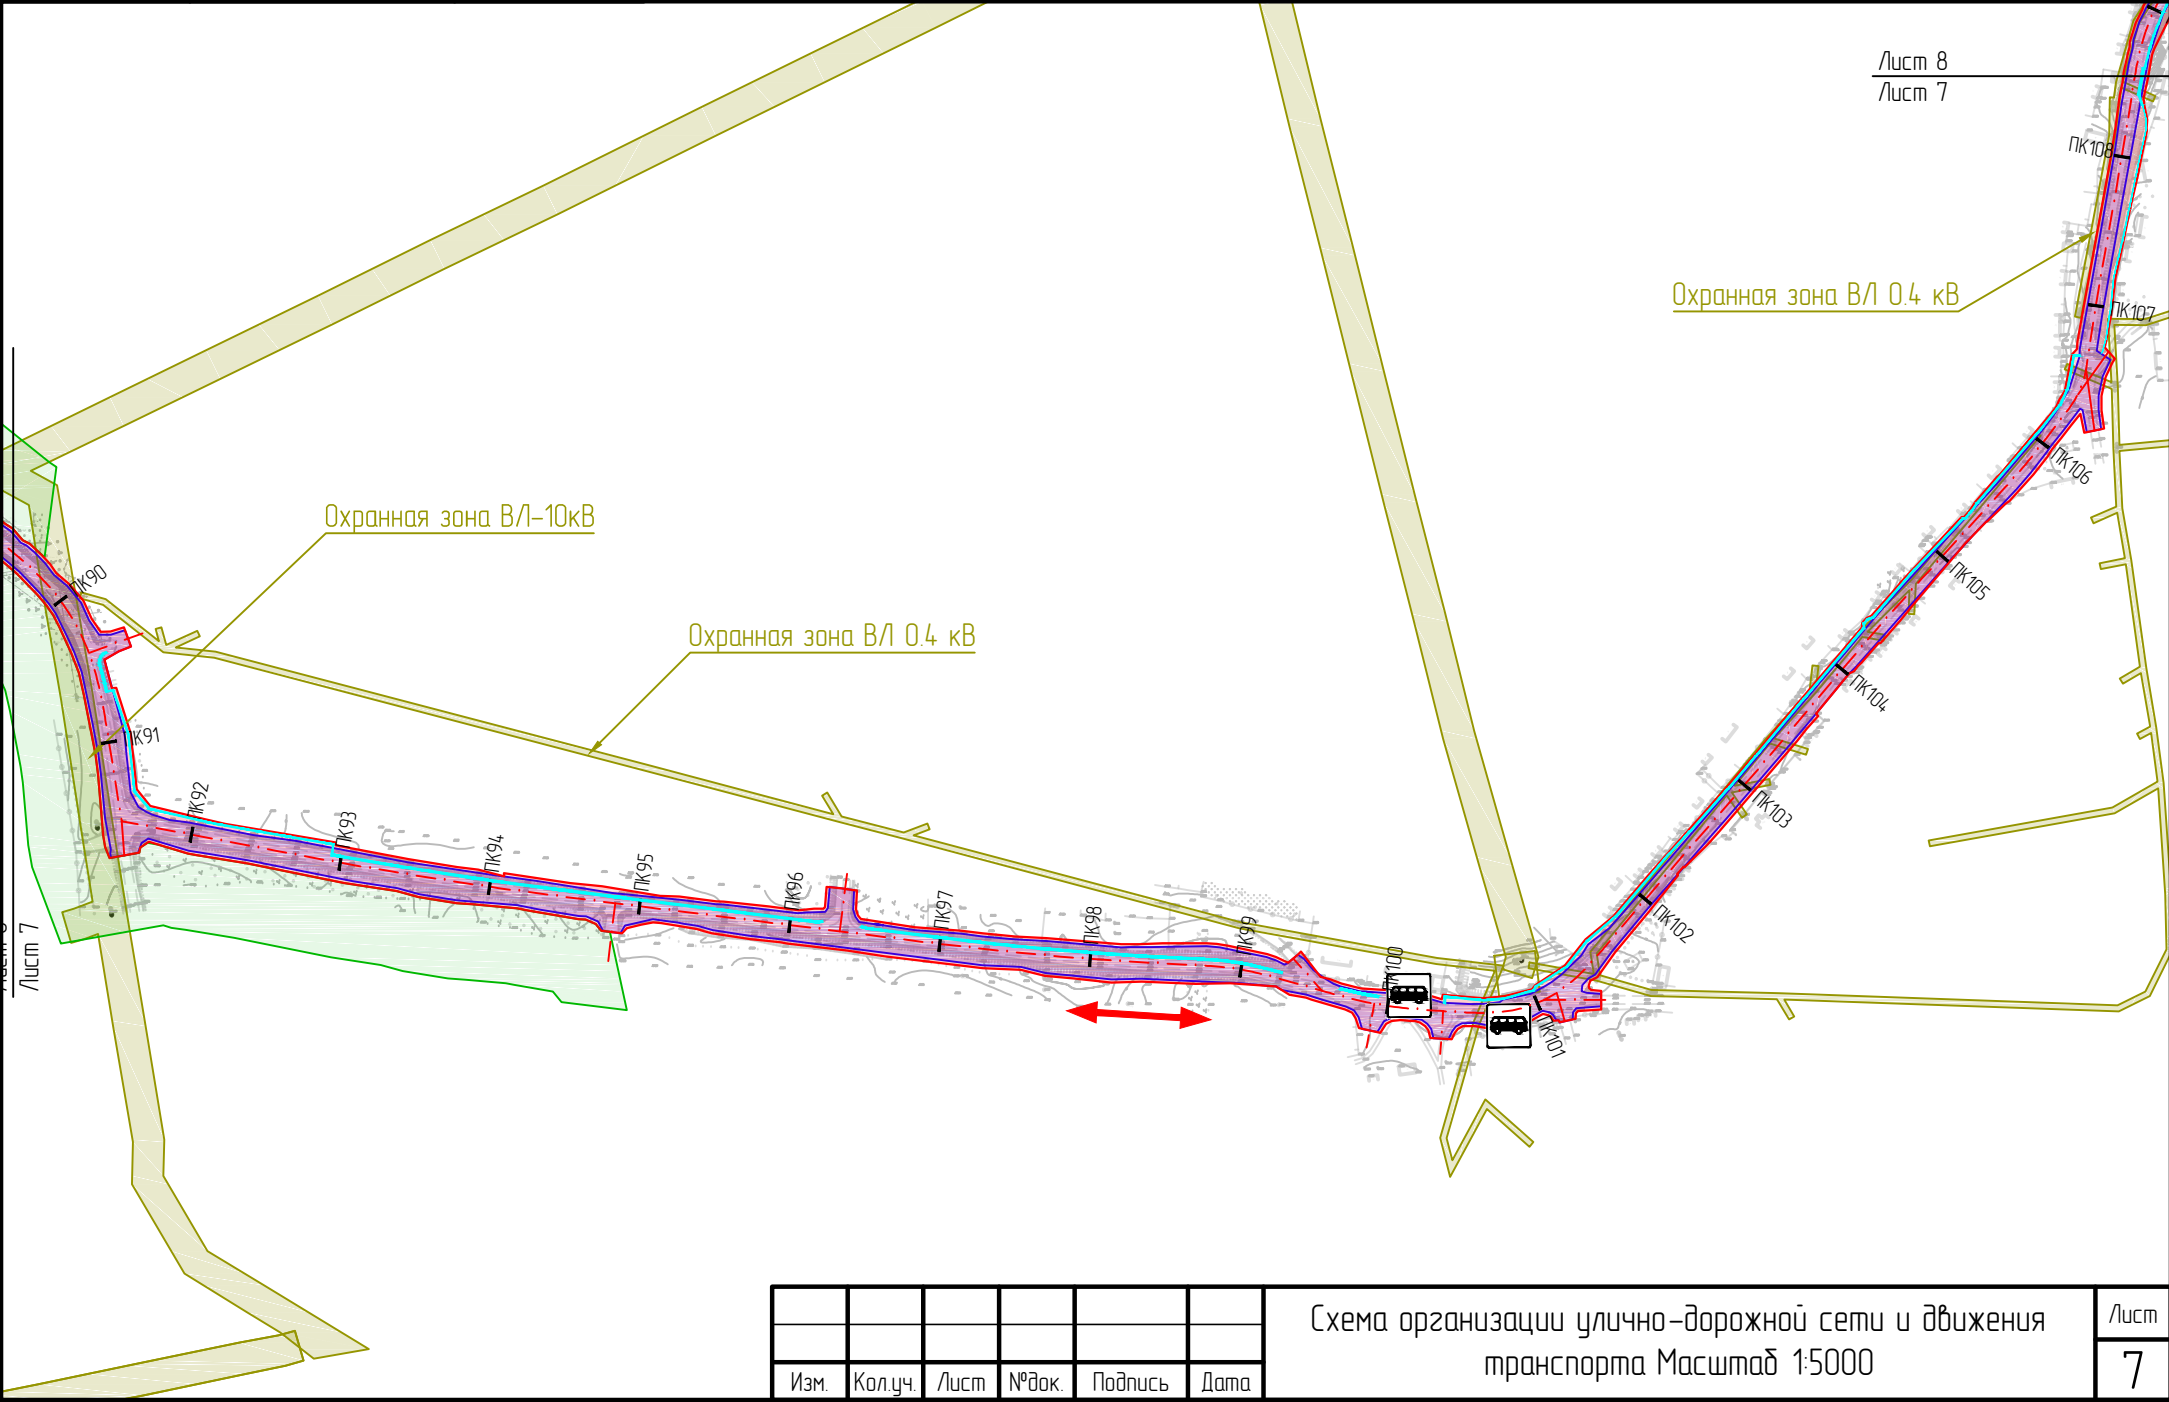 Лист 8
Лист 7
ПК108
Охранная зона ВЛ 0.4 кВ
ПК107
ПК106
Охранная зона ВЛ-10кВ
ПК90
ПК105
Охранная зона ВЛ 0.4 кВ
ПК104
ПК91
ПК92
ПК93
ПК103
ПК94
ПК95
ПК96
ПК97
ПК98
ПК99
ПК102
ПК100
ПК101
Лист 7
Схема организации улично-дорожной сети и движения
транспорта Масштаб 1:5000
Лист
7
Изм. Кол.уч. Лист №док. Подпись Дата